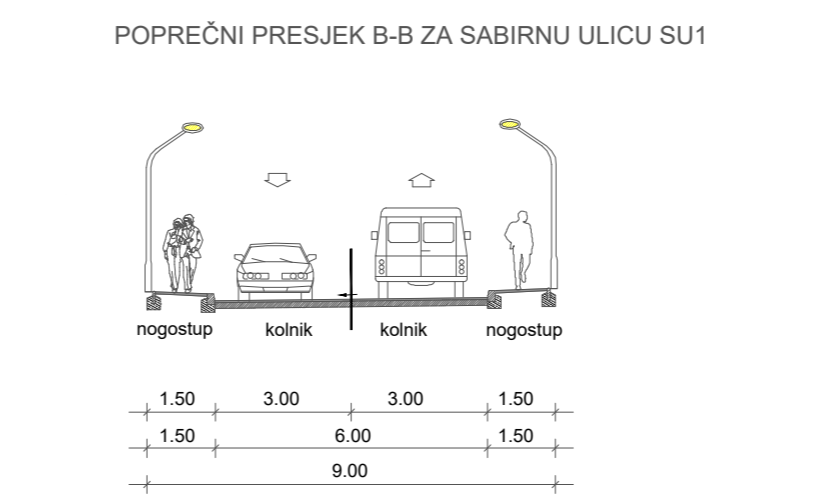 POPREČNI PRESJEK B-B ZA SABIRNU ULICU SU1
nogostup kolnik kolnik nogostup
1.50 3.00 3.00 1.50
1.50 6.00 1.50
9.00